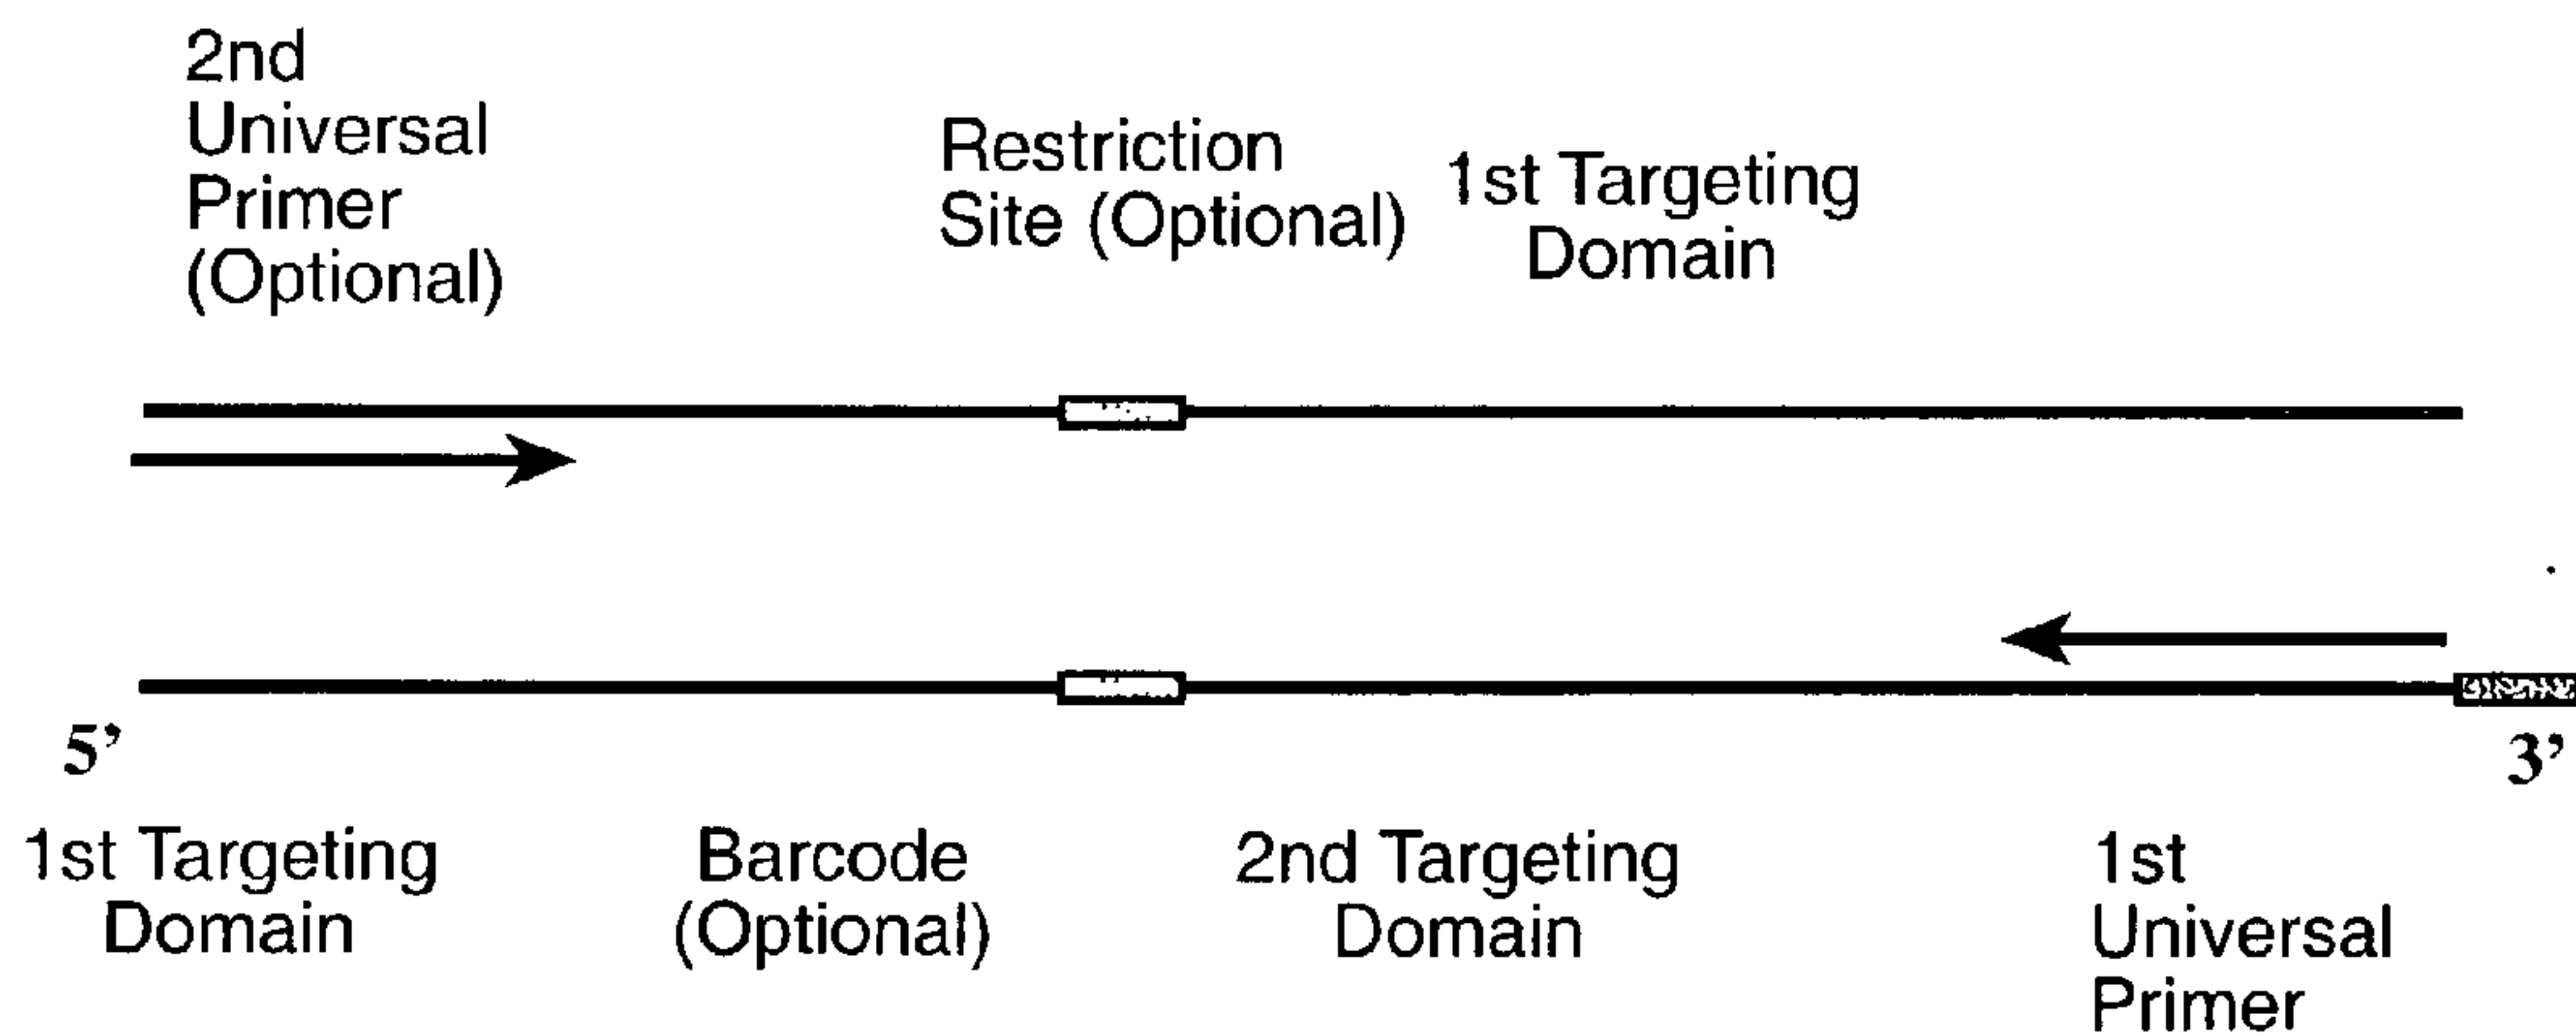 2nd
Universal
Primer
(Optional)
Restriction
Site (Optional)
1st Targeting
Domain
5’
3’
1st Targeting
Domain
Barcode
(Optional)
2nd Targeting
Domain
1st
Universal
Primer